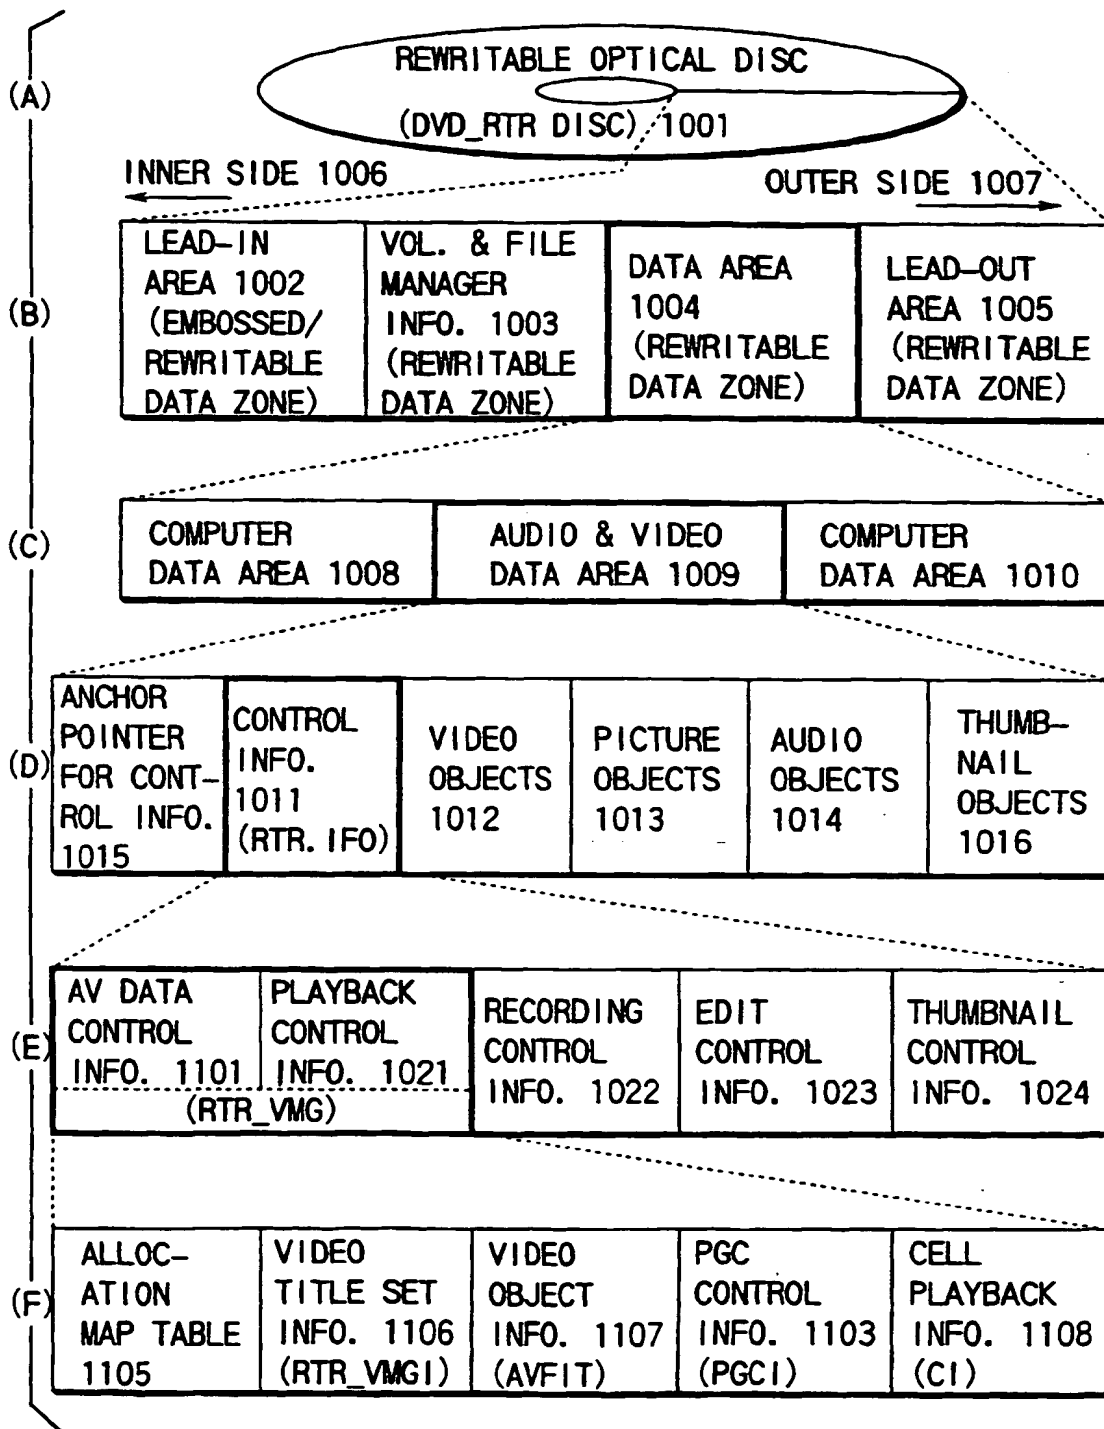 (A)
REWRITABLE OPTICAL DISC
(DVD_RTR DISC) 1001
INNER SIDE 1006
OUTER SIDE 1007
(B)
LEAD-IN
AREA 1002
(EMBOSSED/
REWRITABLE
DATA ZONE)
VOL. & FILE
MANAGER
INFO. 1003
(REWRITABLE
DATA ZONE)
DATA AREA
1004
(REWRITABLE
DATA ZONE)
LEAD-OUT
AREA 1005
(REWRITABLE
DATA ZONE)
(C)
COMPUTER
DATA AREA 1008
AUDIO & VIDEO
DATA AREA 1009
COMPUTER
DATA AREA 1010
(D)
ANCHOR
POINTER
FOR CONT-
ROL INFO.
1015
CONTROL
INFO.
1011
(RTR.IFO)
VIDEO
OBJECTS
1012
PICTURE
OBJECTS
1013
AUDIO
OBJECTS
1014
THUMB-
NAIL
OBJECTS
1016
(E)
AV DATA
CONTROL
INFO. 1101
PLAYBACK
CONTROL
INFO. 1021
(RTR_VMG)
RECORDING
CONTROL
INFO. 1022
EDIT
CONTROL
INFO. 1023
THUMBNAIL
CONTROL
INFO. 1024
(F)
ALLOC-
ATION
MAP TABLE
1105
VIDEO
TITLE SET
INFO. 1106
(RTR_VMGI)
VIDEO
OBJECT
INFO. 1107
(AVFIT)
PGC
CONTROL
INFO. 1103
(PGCI)
CELL
PLAYBACK
INFO. 1108
(CI)